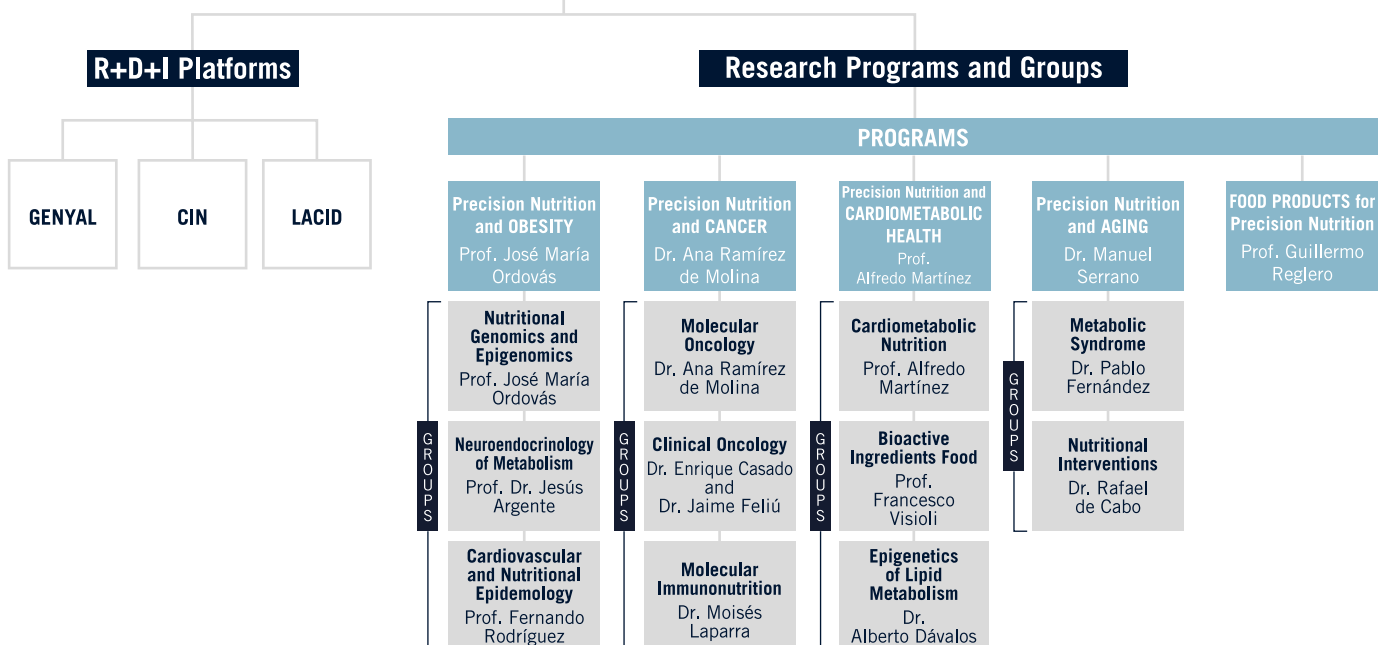 R+D+I Platforms
Research Programs and Groups
PROGRAMS
GENYAL
CIN
LACID
Precision Nutrition
and OBESITY
Prof. José María
Ordovás
Precision Nutrition
and CANCER
Dr. Ana Ramírez
de Molina
Precision Nutrition and
CARDIOMETABOLIC
HEALTH
Prof.
Alfredo Martínez
Precision Nutrition
and AGING
Dr. Manuel
Serrano
FOOD PRODUCTS for
Precision Nutrition
Prof. Guillermo
Reglero
GROUPS
Nutritional
Genomics and
Epigenomics
Prof. José María
Ordovás
Neuroendocrinology
of Metabolism
Prof. Dr. Jesús
Argente
Cardiovascular
and Nutritional
Epidemology
Prof. Fernando
Rodríguez
GROUPS
Molecular
Oncology
Dr. Ana Ramírez
de Molina
Clinical Oncology
Dr. Enrique Casado
and
Dr. Jaime Feliú
Molecular
Immunonutrition
Dr. Moisés
Laparra
GROUPS
Cardiometabolic
Nutrition
Prof. Alfredo
Martínez
Bioactive
Ingredients Food
Prof.
Francesco
Visioli
Epigenetics
of Lipid
Metabolism
Dr.
Alberto Dávalos
GROUPS
Metabolic
Syndrome
Dr. Pablo
Fernández
Nutritional
Interventions
Dr. Rafael
de Cabo